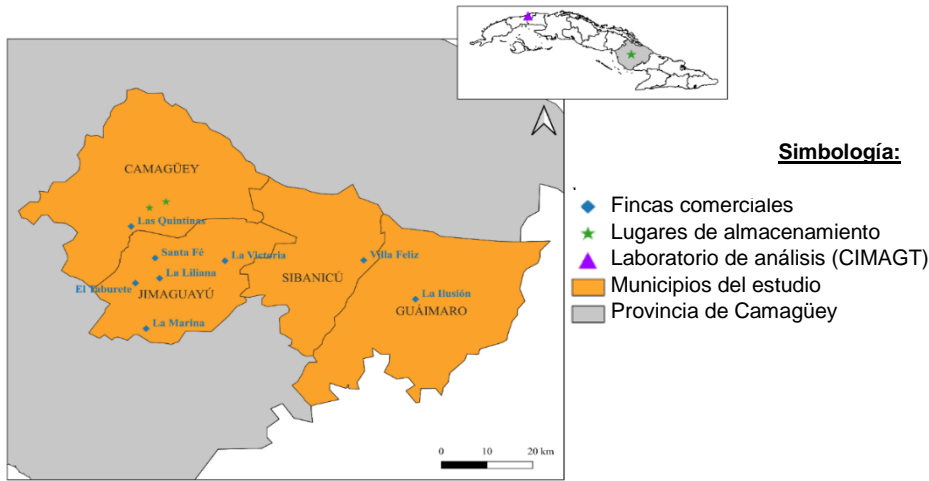 CAMAGÜEY
Las Quintinas
Santa Fé
La Victoria
La Liliana
El Taburete
JIMAGUAYÚ
La Marina
SIBANICÚ
Villa Feliz
La Ilusión
GUÁIMARO
0 10 20 km
Simbología:
Fincas comerciales
Lugares de almacenamiento
Laboratorio de análisis (CIMAGT)
Municipios del estudio
Provincia de Camagüey